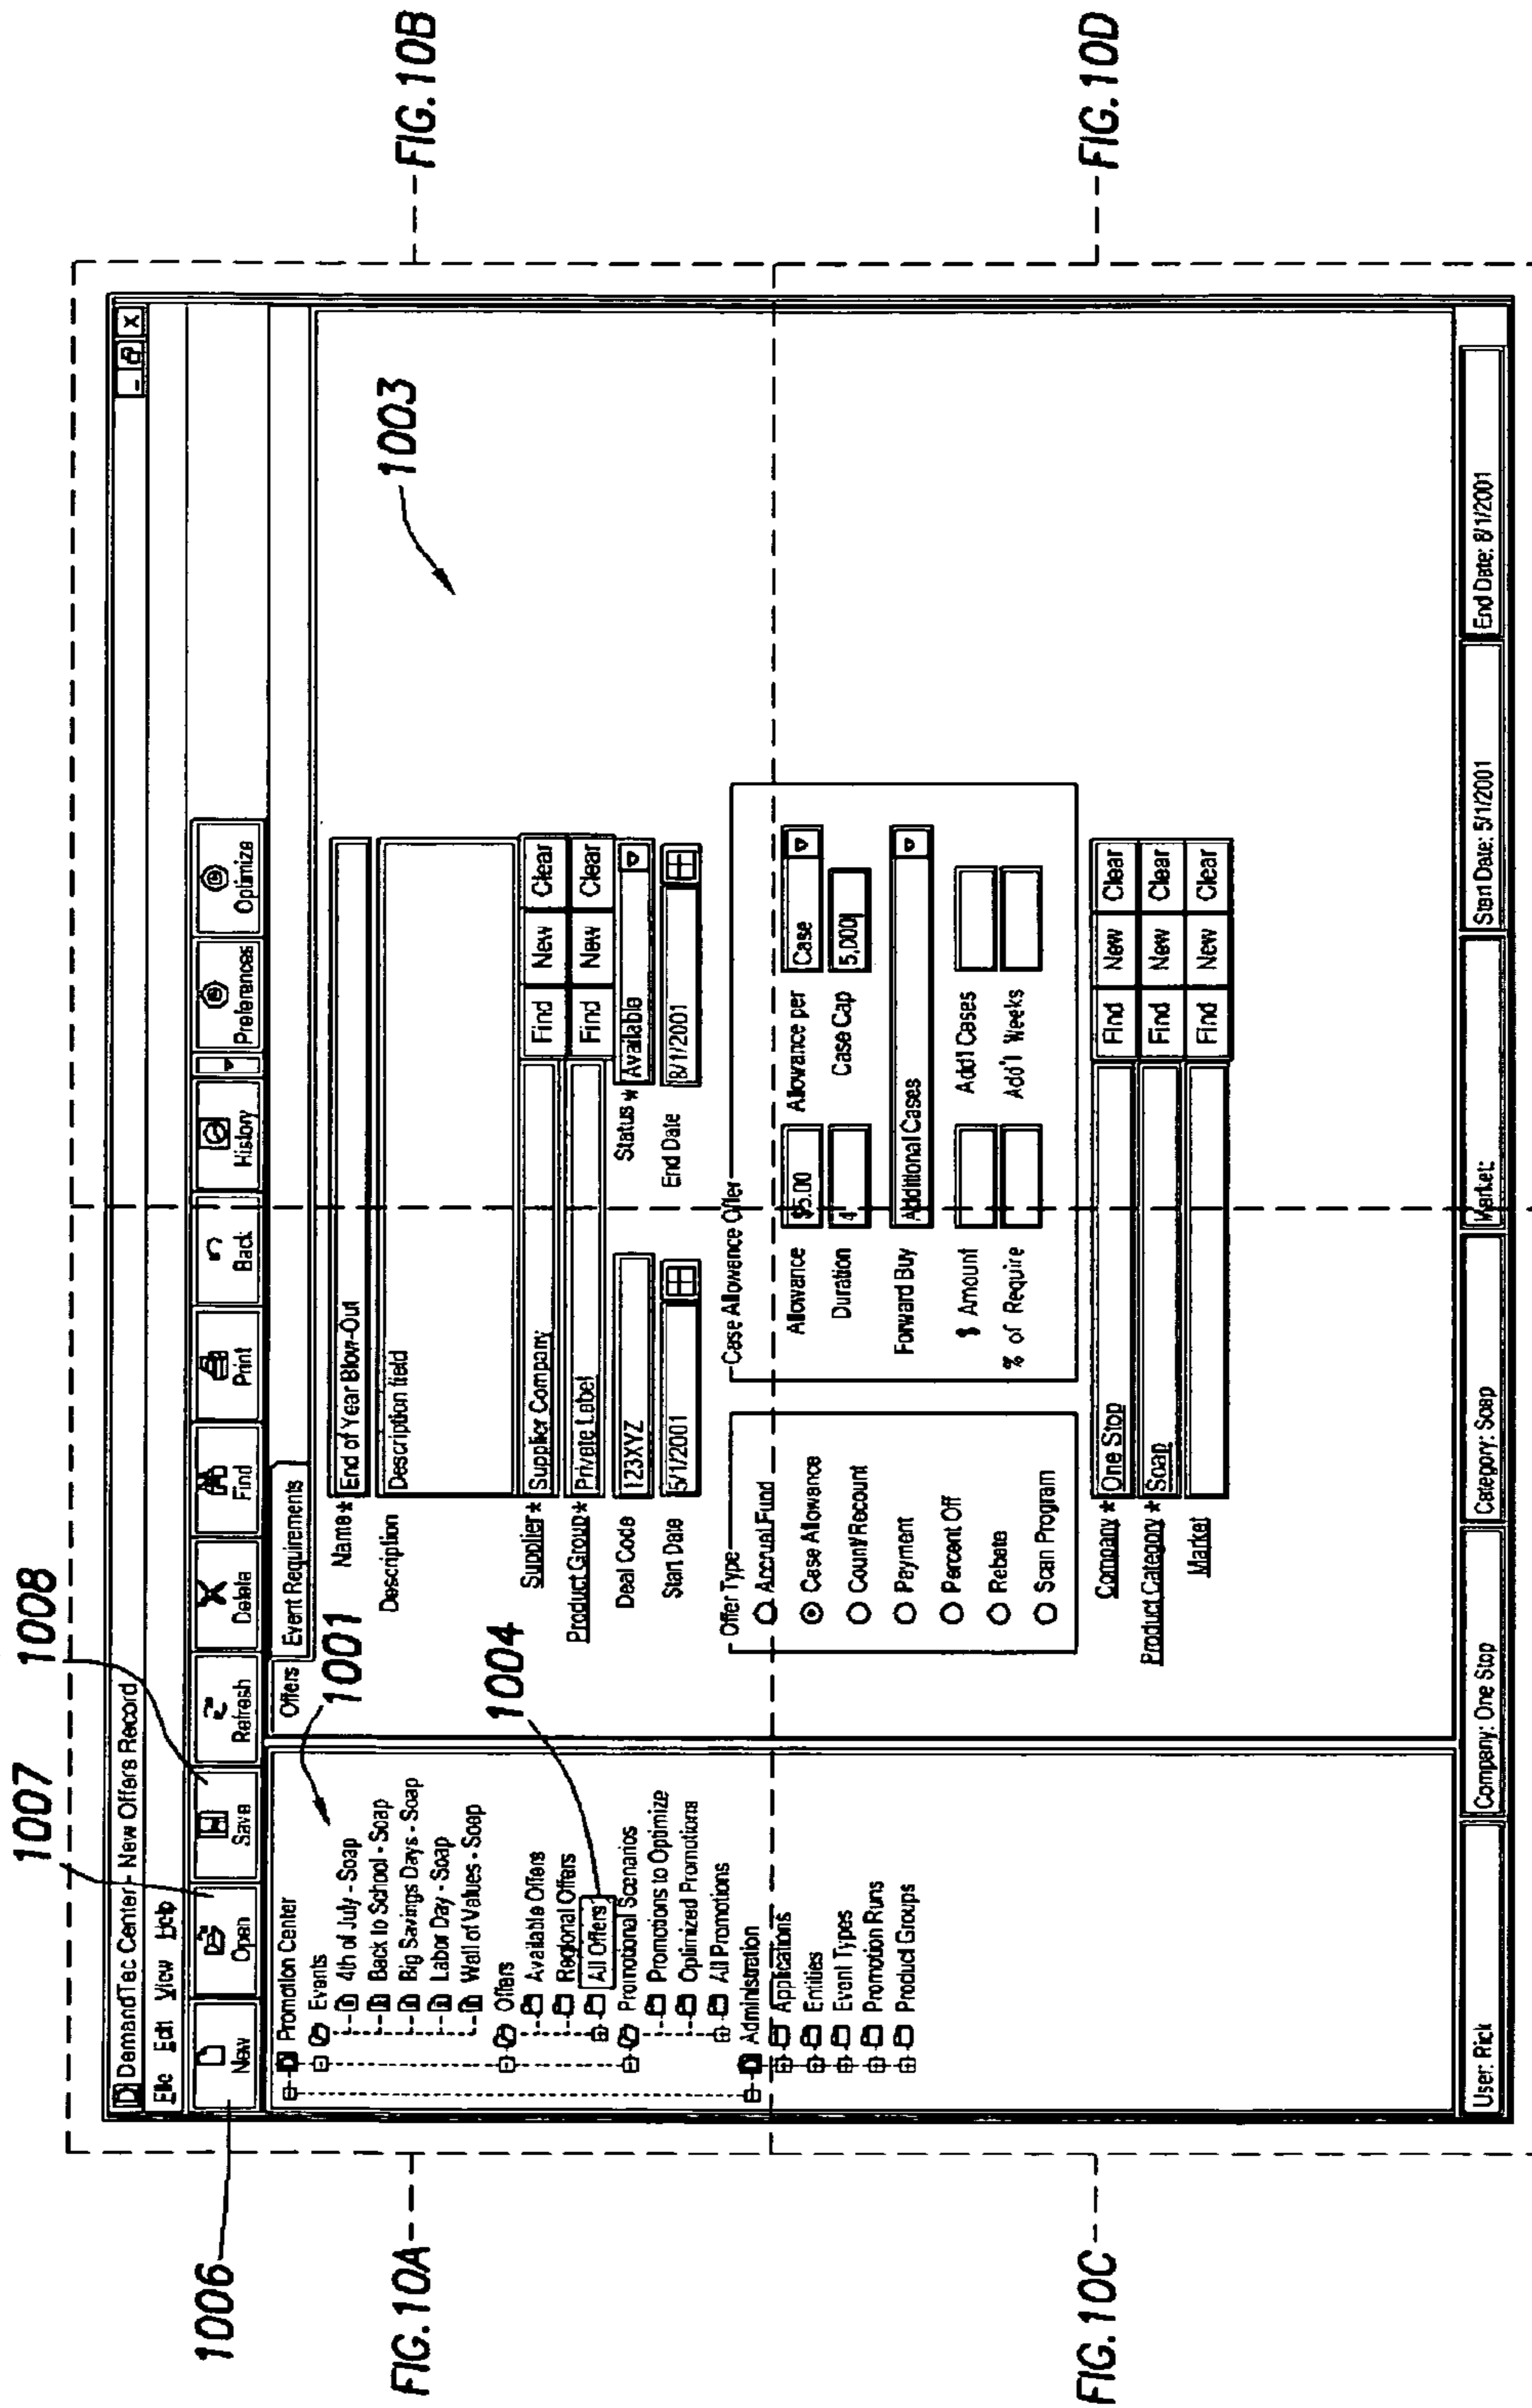 1007
1008
1006
FIG.10A
FIG.10B
DemandTec Center - New Offers Record
File Edit View Help
New Open Save Refresh Delete Find Print Back History Preferences Optimize
Promotion Center
Events
4th of July - Soap
Back to School - Soap
Big Savings Days - Soap
Labor Day - Soap
Wall of Values - Soap
Offers
Available Offers
Regional Offers
All Offers
Promotional Scenarios
Promotions to Optimize
Optimized Promotions
All Promotions
Administration
Applications
Entities
Event Types
Promotion Runs
Product Groups
1001
1004
1003
Offers Event Requirements
Name* End of Year Blow-Out
Description Description field
Supplier* Supplier Company Find New Clear
Product Group* Private Label Find New Clear
Deal Code 123XYZ Status* Available
Start Date 5/1/2001 End Date 8/1/2001
Offer Type
Accrual Fund
Case Allowance
Count/Recount
Payment
Percent Off
Rebate
Scan Program
Case Allowance Offer
Allowance $5.00 Allowance per Case
Duration 4 Case Cap 5,000
Forward Buy Additional Cases
$ Amount Add'l Cases
% of Require Add'l Weeks
Company* One Stop Find New Clear
Product Category* Soap Find New Clear
Market Find New Clear
User: Rick Company: One Stop Category: Soap Market: Start Date: 5/1/2001 End Date: 8/1/2001
FIG.10C
FIG.10D